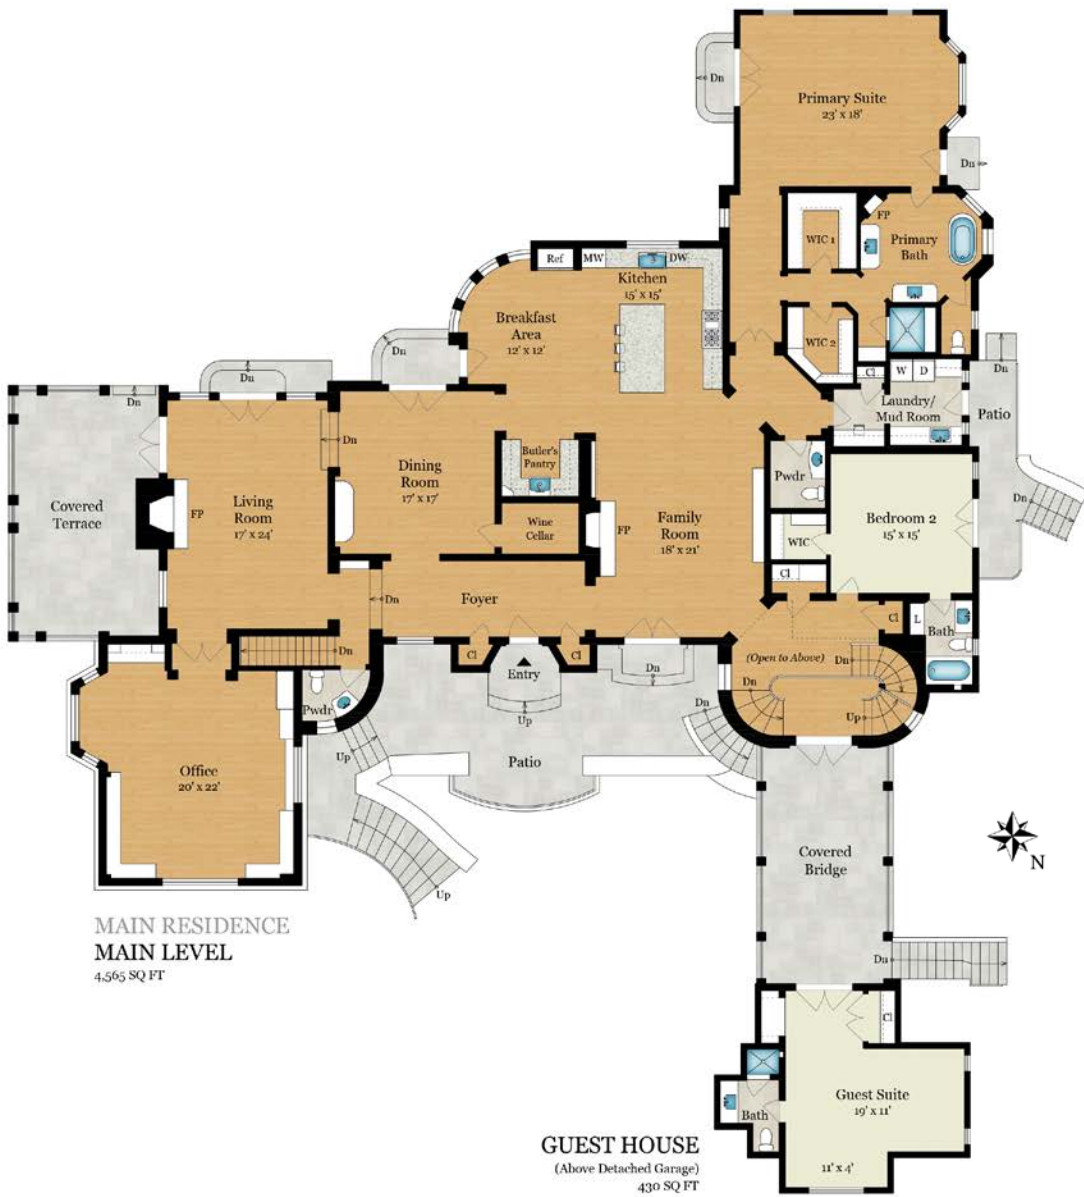 Dn
Primary Suite
23' x 18'
Dn
FP
WIC 1
Primary
Bath
Ref
MW
DW
Kitchen
15' x 15'
Breakfast
Area
12' x 12'
WIC 2
Dn
Dn
Dn
Cl
W
D
Dn
Laundry/
Mud Room
Patio
Dn
Butler's
Pantry
Dining
Room
17' x 17'
Pwdr
Covered
Terrace
FP
Living
Room
17' x 24'
Wine
Cellar
FP
Family
Room
18' x 21'
Bedroom 2
15' x 15'
Dn
WIC
Cl
Dn
Foyer
Cl
L
Bath
Dn
Cl
Cl
Entry
Dn
(Open to Above)
Dn
Dn
Up
Up
Pwdr
Dn
Up
Patio
Office
20' x 22'
Up
Covered
Bridge
N
MAIN RESIDENCE
MAIN LEVEL
4,565 SQ FT
Dn
Cl
Guest Suite
19' x 11'
Bath
11' x 4'
GUEST HOUSE
(Above Detached Garage)
430 SQ FT